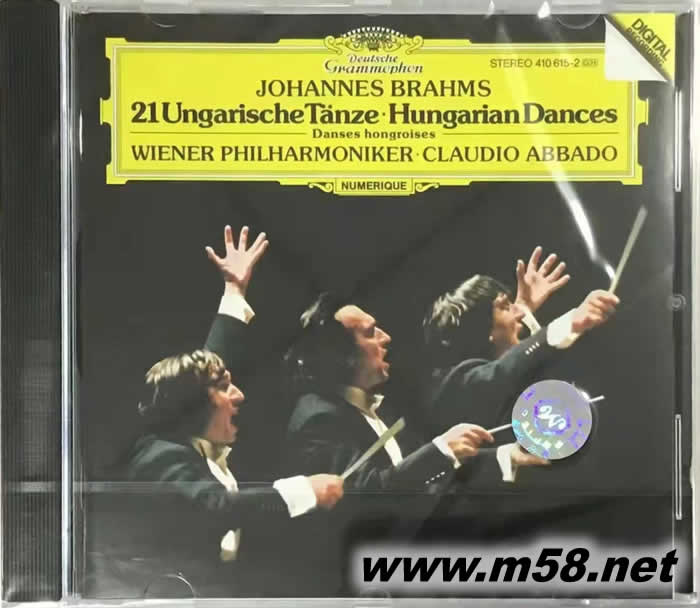 Deutsche
Grammophon
STEREO 410 615-2
DIGITAL
RECORDING
JOHANNES BRAHMS
21 Ungarische Tänze · Hungarian Dances
Danses hongroises
WIENER PHILHARMONIKER · CLAUDIO ABBADO
NUMERIQUE
www.m58.net